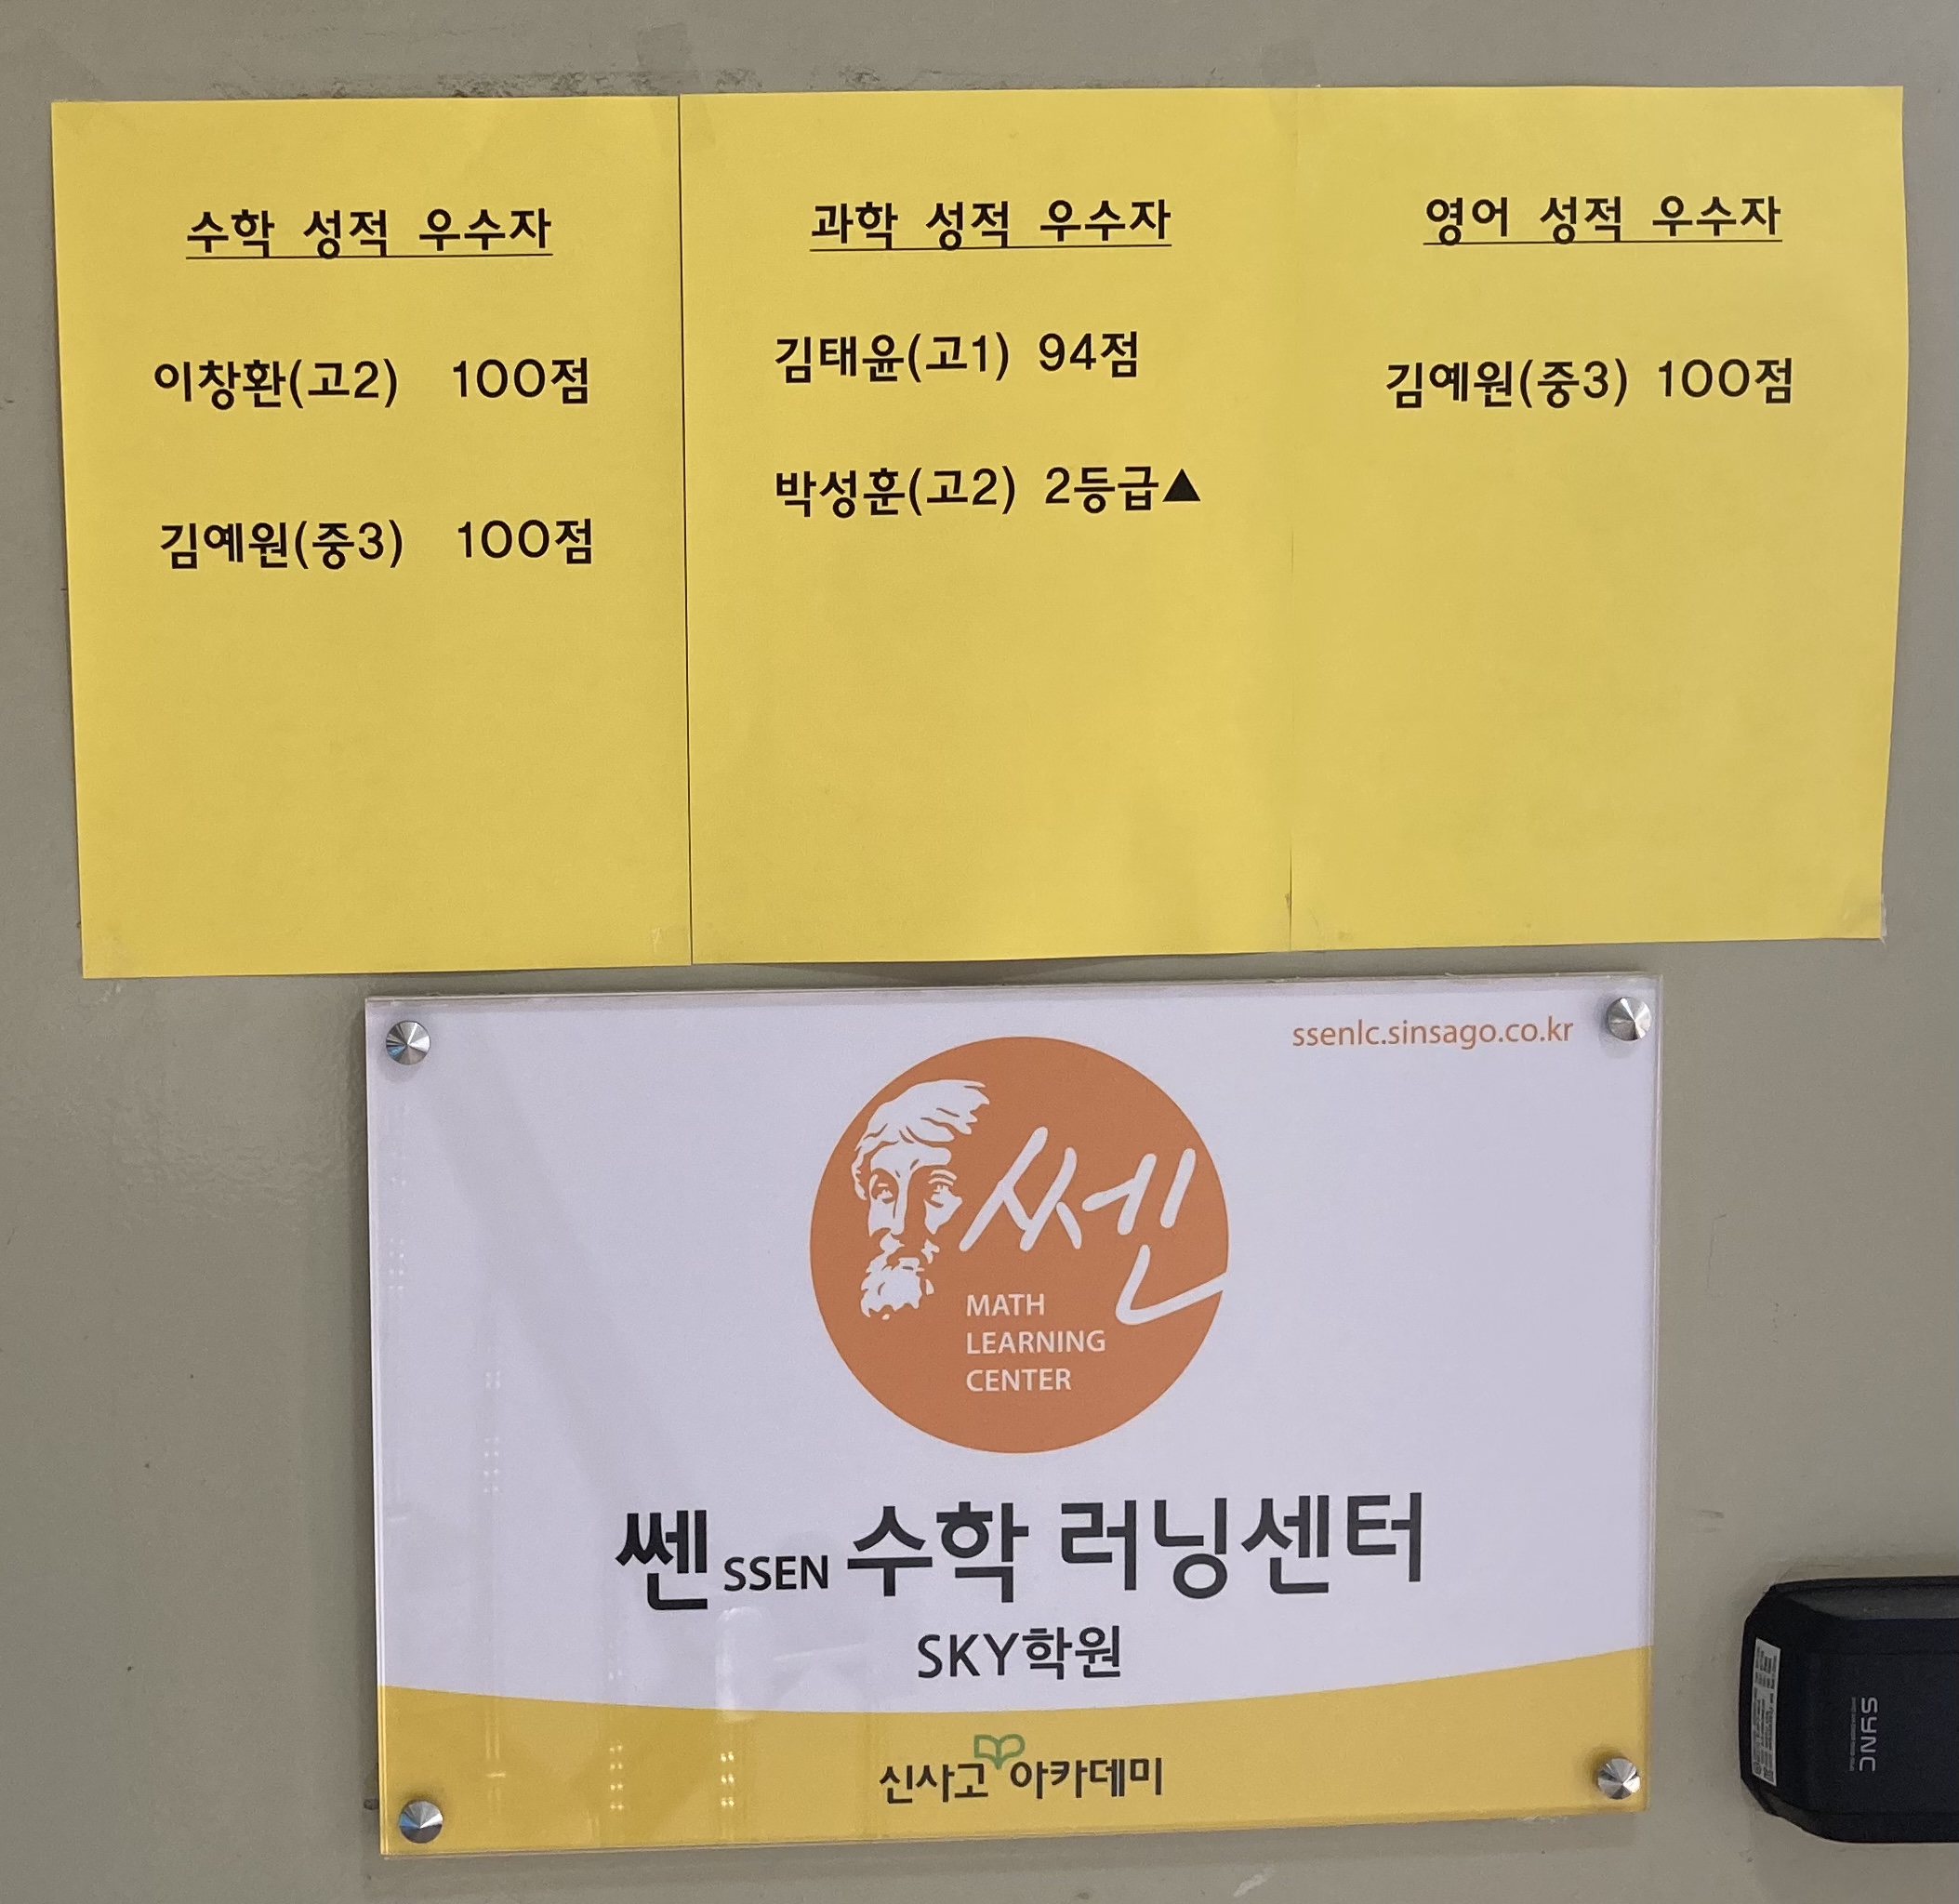 수학 성적 우수자
이창환(고2) 100점
김예원(중3) 100점
과학 성적 우수자
김태윤(고1) 94점
박성훈(고2) 2등급▲
영어 성적 우수자
김예원(중3) 100점
ssenlc.sinsago.co.kr
쎈
MATH
LEARNING
CENTER
쎈 SSEN 수학 러닝센터
SKY학원
신사고 아카데미
SYNC